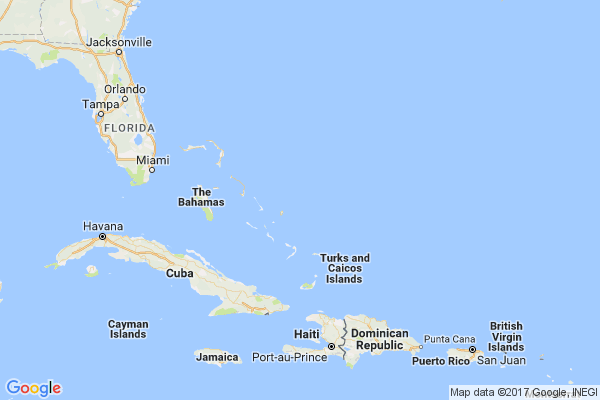 Jacksonville
Orlando
Tampa
FLORIDA
Miami
The
Bahamas
Havana
Turks and
Caicos
Islands
Cuba
Cayman
Islands
Haiti
Dominican
Republic
Punta Cana
British
Virgin
Islands
Jamaica
Port-au-Prince
Puerto Rico
San Juan
Google
Map data ©2017 Google, INEGI